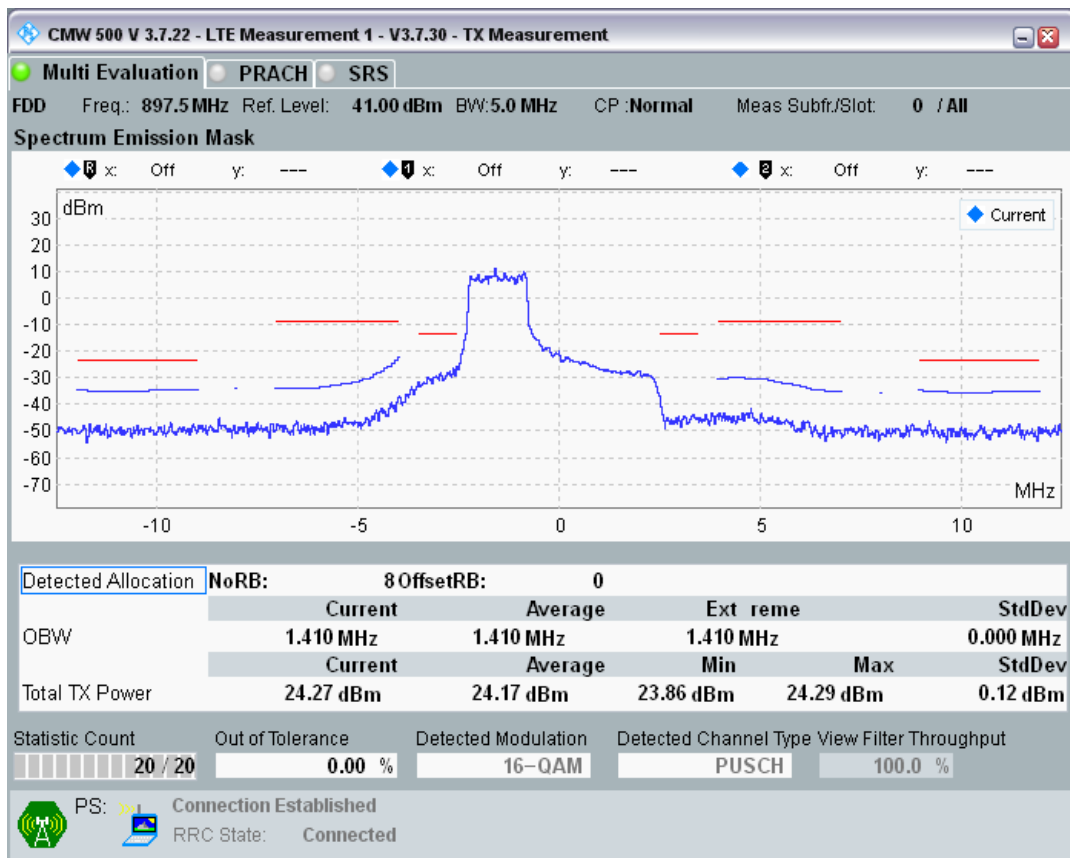 CMW 500 V 3.7.22 - LTE Measurement 1 - V3.7.30 - TX Measurement
Multi Evaluation PRACH SRS
FDD Freq.: 897.5 MHz Ref. Level: 41.00 dBm BW:5.0 MHz CP :Normal Meas Subfr./Slot: 0 / All
Spectrum Emission Mask
R x: Off y: --- 1 x: Off y: --- 2 x: Off y: ---
dBm
Current
30
20
10
0
-10
-20
-30
-40
-50
-60
-70
MHz
-10 -5 0 5 10
Detected Allocation NoRB: 8 OffsetRB: 0
Current Average Ext reme StdDev
OBW 1.410 MHz 1.410 MHz 1.410 MHz 0.000 MHz
Current Average Min Max StdDev
Total TX Power 24.27 dBm 24.17 dBm 23.86 dBm 24.29 dBm 0.12 dBm
Statistic Count Out of Tolerance Detected Modulation Detected Channel Type View Filter Throughput
20 / 20 0.00 % 16-QAM PUSCH 100.0 %
PS: Connection Established
RRC State: Connected